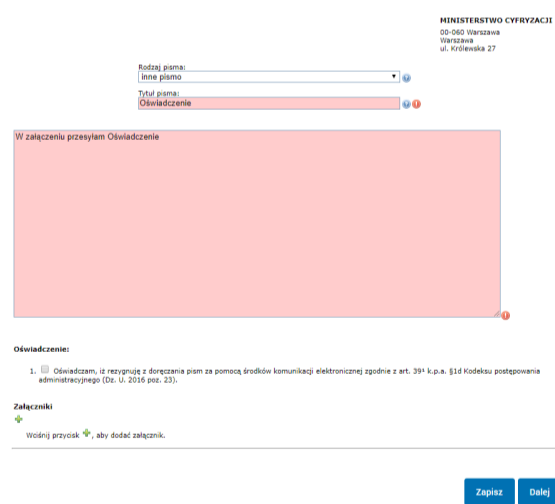 MINISTERSTWO CYFRYZACJI
00-060 Warszawa
Warszawa
ul. Królewska 27
Rodzaj pisma:
inne pismo
Tytuł pisma:
Oświadczenie
W załączeniu przesyłam Oświadczenie
Oświadczenie:
1. Oświadczam, iż rezygnuję z doręczania pism za pomocą środków komunikacji elektronicznej zgodnie z art. 39¹ k.p.a. §1d Kodeksu postępowania
administracyjnego (Dz. U. 2016 poz. 23).
Załączniki
Wciśnij przycisk , aby dodać załącznik.
Zapisz
Dalej